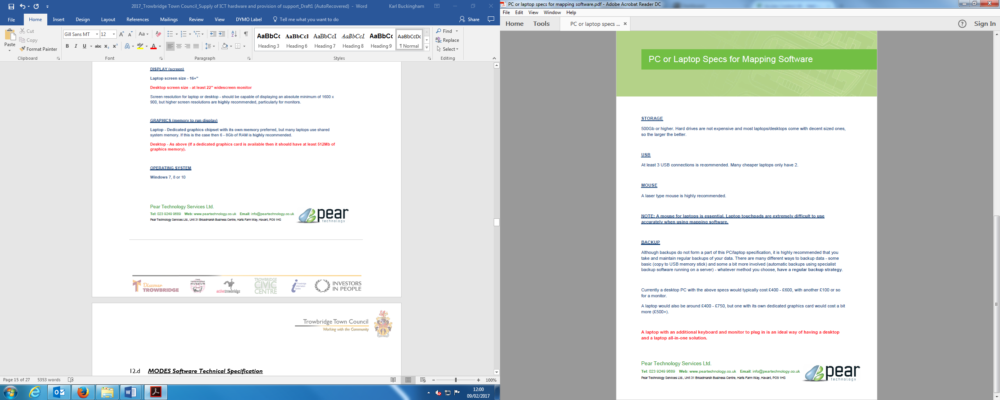 2017_Trowbridge Town Council_Supply of ICT hardware and provision of support_Draft1 (AutoRecovered) - Word
Karl Buckingham
File Home Insert Design Layout References Mailings Review View DYMO Label Tell me what you want to do Share
Paste
Cut
Copy
Format Painter
Clipboard
Gill Sans MT 12
Font
Paragraph
AaBbCc AaBbCcI AaBbCcI AaBbCcI AaBbCc AaBbCcDc
Heading 3 Heading 6 Heading 7 Heading 8 Heading 9 ¶ Normal
Styles
Find
Replace
Select
Editing
DISPLAY (screen)
Laptop screen size - 16+"
Desktop screen size - at least 22" widescreen monitor
Screen resolution for laptop or desktop - should be capable of displaying an absolute minimum of 1600 x
900, but higher screen resolutions are highly recommended, particularly for monitors.
GRAPHICS (memory to run display)
Laptop - Dedicated graphics chipset with its own memory preferred, but many laptops use shared
system memory. If this is the case then 6 - 8Gb of RAM is highly recommended.
Desktop - As above (If a dedicated graphics card is available then it should have at least 512Mb of
graphics memory).
OPERATING SYSTEM
Windows 7, 8 or 10
Pear Technology Services Ltd.
Tel: 023 9249 9689 Web: www.peartechnology.co.uk Email: info@peartechnology.co.uk
Pear Technology Services Ltd., Unit 31 Broadmarsh Business Centre, Harts Farm Way, Havant, PO9 1HS
pear
technology
Discover
TROWBRIDGE
THE
TROWBRIDGE
MUSEUM
activetrowbridge
TROWBRIDGE
CIVIC
CENTRE
Trowbridge
Information
Centre
INVESTORS
IN PEOPLE
Trowbridge Town Council
Working with the Community
12.d MODES Software Technical Specification
Page 15 of 27 5353 words
100%
12:00
09/02/2017
PC or laptop specs for mapping software.pdf - Adobe Acrobat Reader DC
File Edit View Window Help
Home Tools PC or laptop specs ... × Sign In
PC or Laptop Specs for Mapping Software
STORAGE
500Gb or higher. Hard drives are not expensive and most laptops/desktops come with decent sized ones,
so the larger the better.
USB
At least 3 USB connections is recommended. Many cheaper laptops only have 2.
MOUSE
A laser type mouse is highly recommended.
NOTE: A mouse for laptops is essential. Laptop touchpads are extremely difficult to use
accurately when using mapping software.
BACKUP
Although backups do not form a part of this PC/laptop specification, it is highly recommended that you
take and maintain regular backups of your data. There are many different ways to backup data - some
basic (copy to USB memory stick) and some a bit more involved (automatic backups using specialist
backup software running on a server) - whatever method you choose, have a regular backup strategy.
Currently a desktop PC with the above specs would typically cost £400 - £600, with another £100 or so
for a monitor.
A laptop would also be around £400 - £750, but one with its own dedicated graphics card would cost a bit
more (£500+).
A laptop with an additional keyboard and monitor to plug in is an ideal way of having a desktop
and a laptop all-in-one solution.
Pear Technology Services Ltd.
Tel: 023 9249 9689 Web: www.peartechnology.co.uk Email: info@peartechnology.co.uk
Pear Technology Services Ltd., Unit 31 Broadmarsh Business Centre, Harts Farm Way, Havant, PO9 1HS
pear
technology